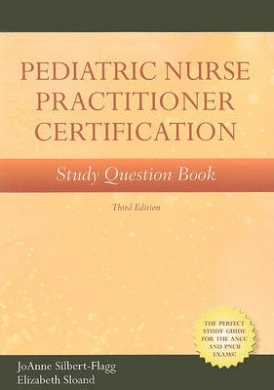 PEDIATRIC NURSE
PRACTITIONER
CERTIFICATION
Study Question Book
Third Edition
THE PERFECT
STUDY GUIDE
FOR THE ANCC
AND PNCB
EXAMS!
JoAnne Silbert-Flagg
Elizabeth Sloand